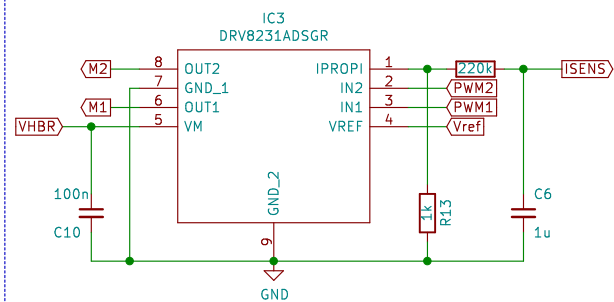 IC3
DRV8231ADSGR
M2
8
OUT2
IPROPI
1
220k
ISENS
7
GND_1
IN2
2
PWM2
M1
6
OUT1
IN1
3
PWM1
VHBR
5
VM
VREF
4
Vref
GND_2
9
100n
C10
1k
R13
C6
1u
GND